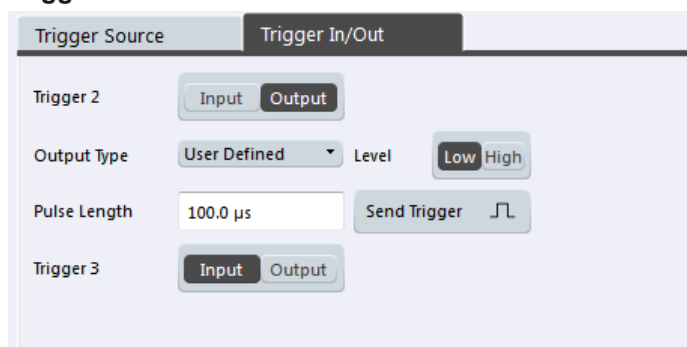 Trigger Source Trigger In/Out
Trigger 2 Input Output
Output Type User Defined Level Low High
Pulse Length 100.0 µs Send Trigger
Trigger 3 Input Output